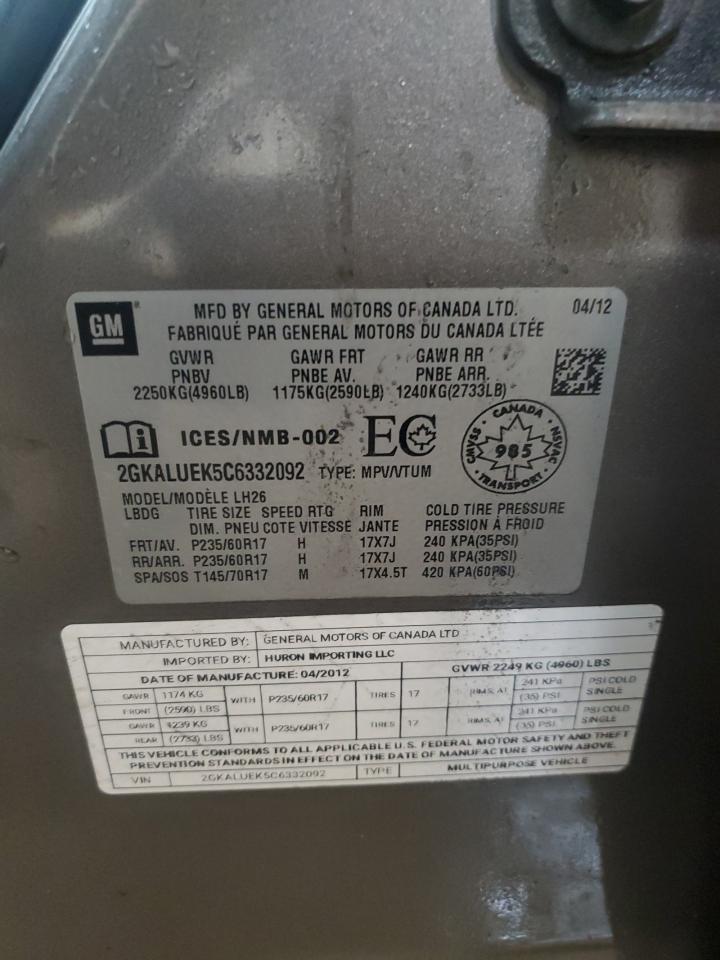 GM
MFD BY GENERAL MOTORS OF CANADA LTD. 04/12
FABRIQUÉ PAR GENERAL MOTORS DU CANADA LTÉE
GVWR GAWR FRT GAWR RR
PNBV PNBE AV. PNBE ARR.
2250KG(4960LB) 1175KG(2590LB) 1240KG(2733LB)
ICES/NMB-002 EC
CANADA CMVSS NSVAC 985 TRANSPORT
2GKALUEK5C6332092 TYPE: MPV/VTUM
MODEL/MODÈLE LH26
LBDG TIRE SIZE SPEED RTG RIM COLD TIRE PRESSURE
DIM. PNEU COTE VITESSE JANTE PRESSION À FROID
FRT/AV. P235/60R17 H 17X7J 240 KPA(35PSI)
RR/ARR. P235/60R17 H 17X7J 240 KPA(35PSI)
SPA/SOS T145/70R17 M 17X4.5T 420 KPA(60PSI)
MANUFACTURED BY: GENERAL MOTORS OF CANADA LTD
IMPORTED BY: HURON IMPORTING LLC
DATE OF MANUFACTURE: 04/2012 GVWR 2249 KG (4960) LBS
GAWR 1174 KG WITH P235/60R17 TIRES 17 RIMS, AT 241 KPa PSI COLD
FRONT (2590) LBS (35) PSI SINGLE
GAWR 1239 KG WITH P235/60R17 TIRES 17 RIMS, AT 241 KPa PSI COLD
REAR (2733) LBS (35) PSI SINGLE
THIS VEHICLE CONFORMS TO ALL APPLICABLE U.S. FEDERAL MOTOR SAFETY AND THEFT
PREVENTION STANDARDS IN EFFECT ON THE DATE OF MANUFACTURE SHOWN ABOVE.
VIN 2GKALUEK5C6332092 TYPE MULTIPURPOSE VEHICLE